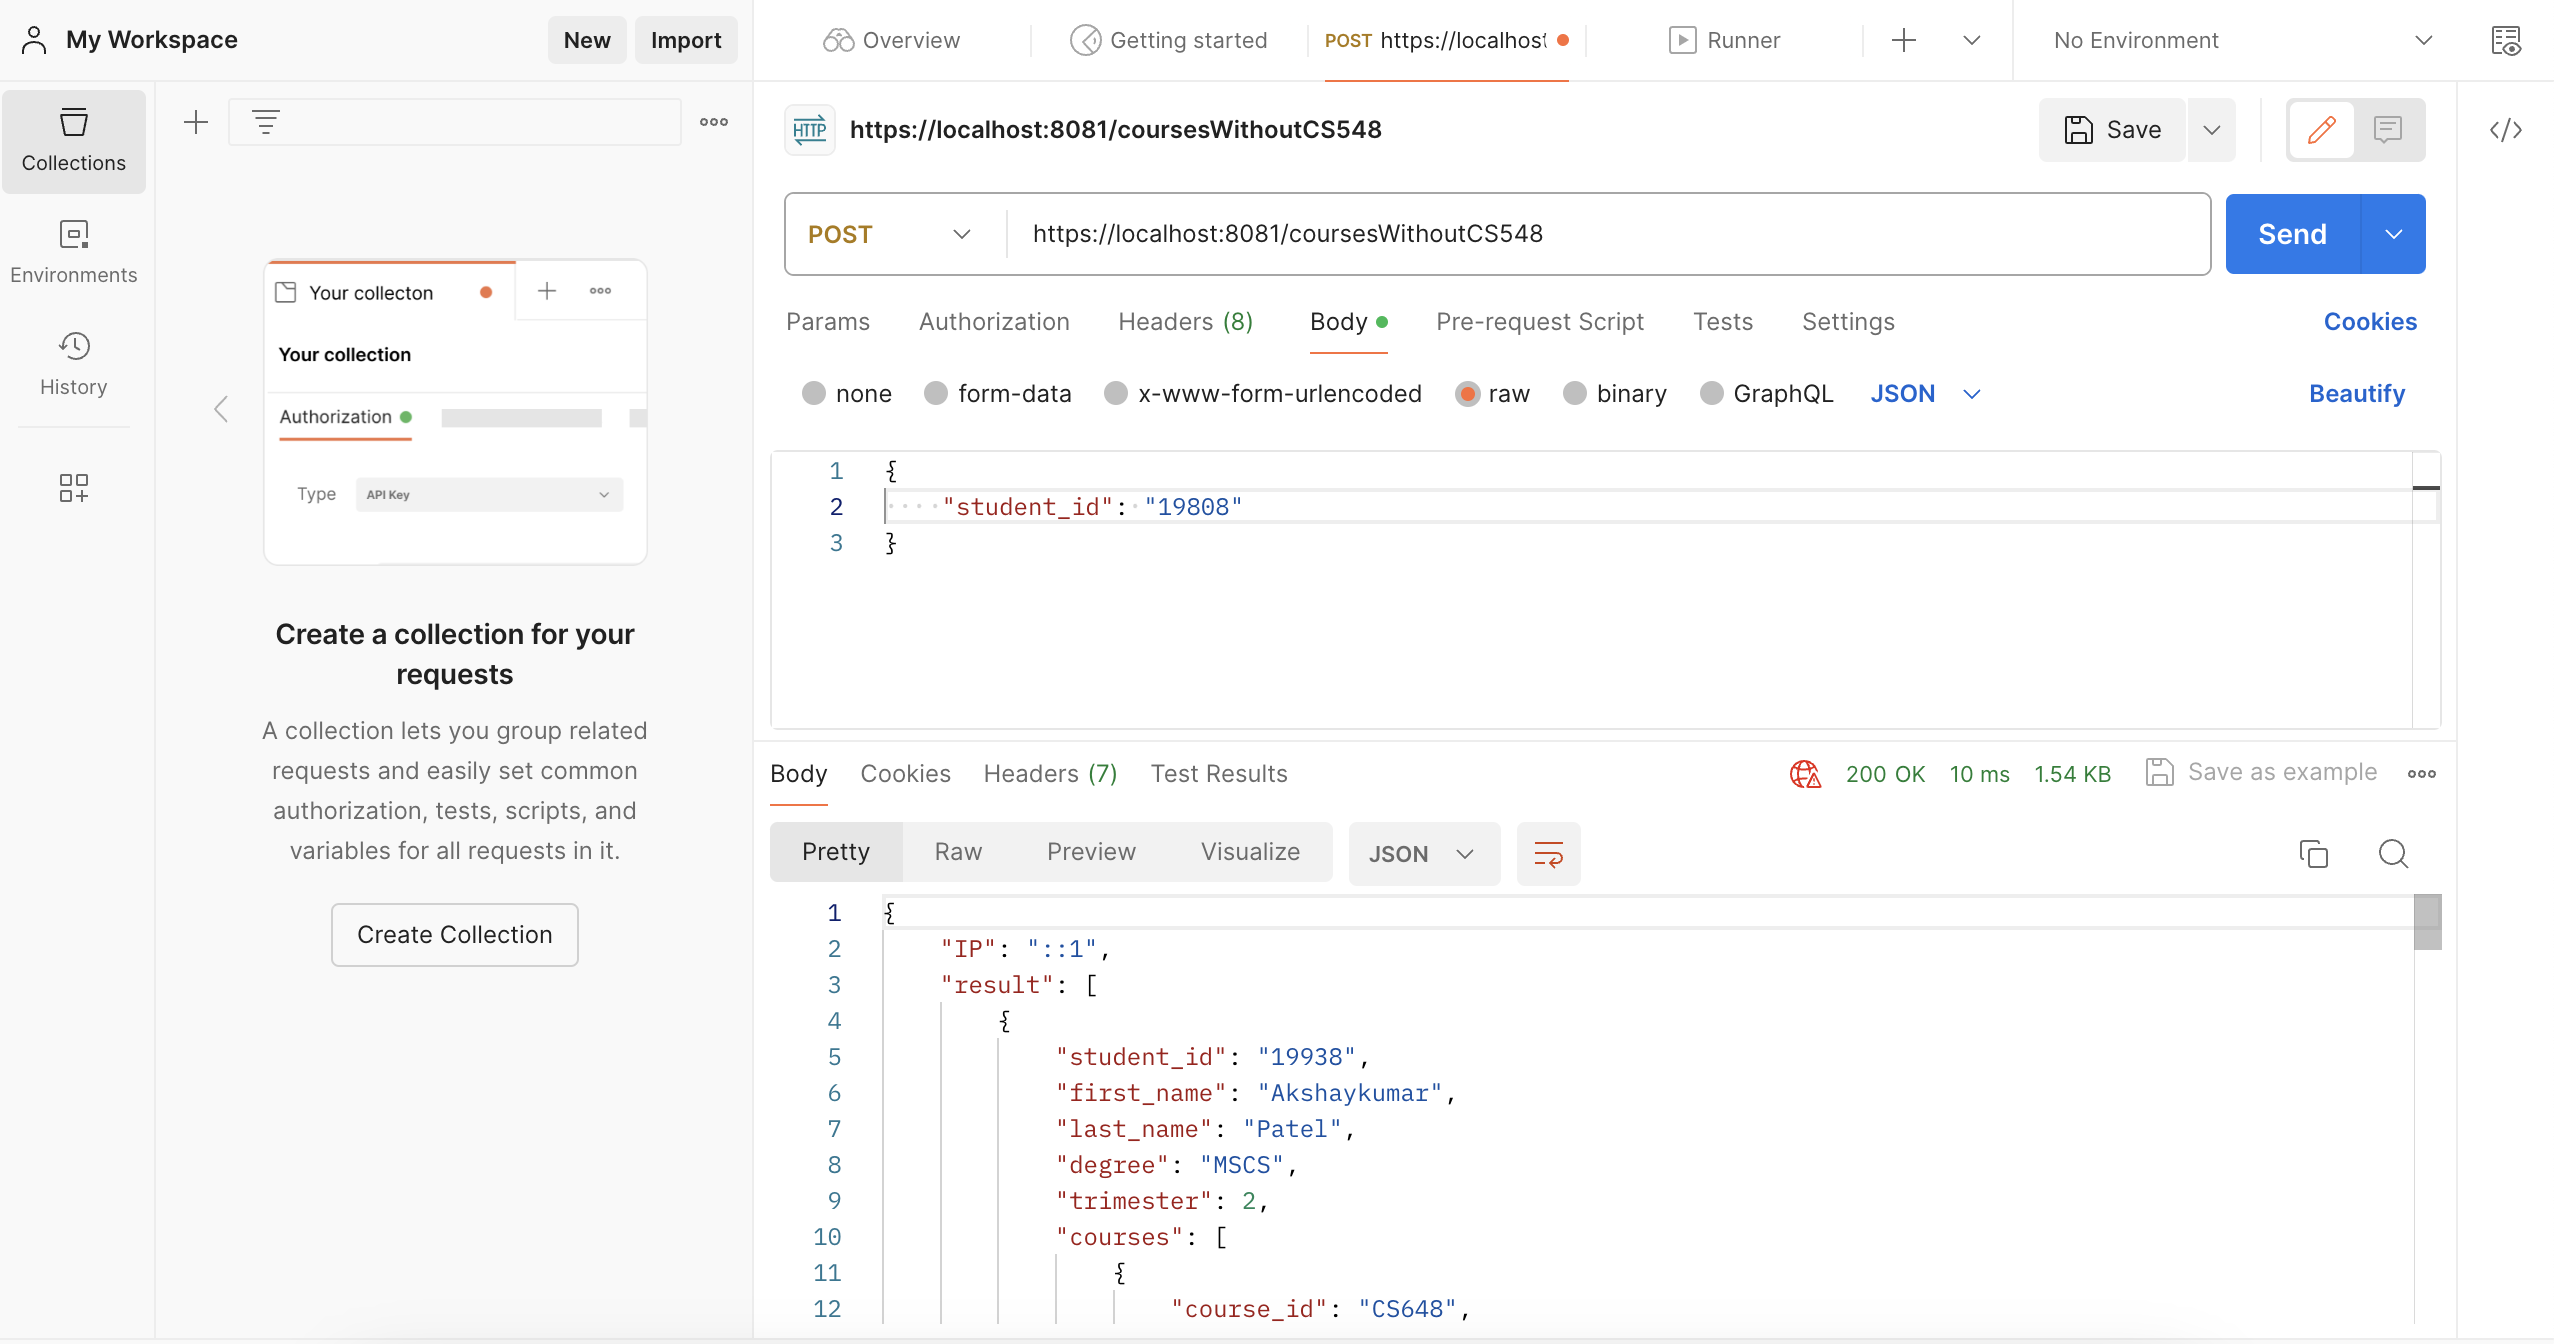 My Workspace
New
Import
Overview
Getting started
POST https://localhost
Runner
No Environment
Collections
Environments
History
Your collecton
Your collection
Authorization
Type
API Key
Create a collection for your
requests
A collection lets you group related
requests and easily set common
authorization, tests, scripts, and
variables for all requests in it.
Create Collection
HTTP
https://localhost:8081/coursesWithoutCS548
Save
</>
POST
https://localhost:8081/coursesWithoutCS548
Send
Params
Authorization
Headers (8)
Body
Pre-request Script
Tests
Settings
Cookies
none
form-data
x-www-form-urlencoded
raw
binary
GraphQL
JSON
Beautify
1 {
2 "student_id": "19808"
3 }
Body
Cookies
Headers (7)
Test Results
200 OK
10 ms
1.54 KB
Save as example
Pretty
Raw
Preview
Visualize
JSON
1 {
2 "IP": "::1",
3 "result": [
4 {
5 "student_id": "19938",
6 "first_name": "Akshaykumar",
7 "last_name": "Patel",
8 "degree": "MSCS",
9 "trimester": 2,
10 "courses": [
11 {
12 "course_id": "CS648",